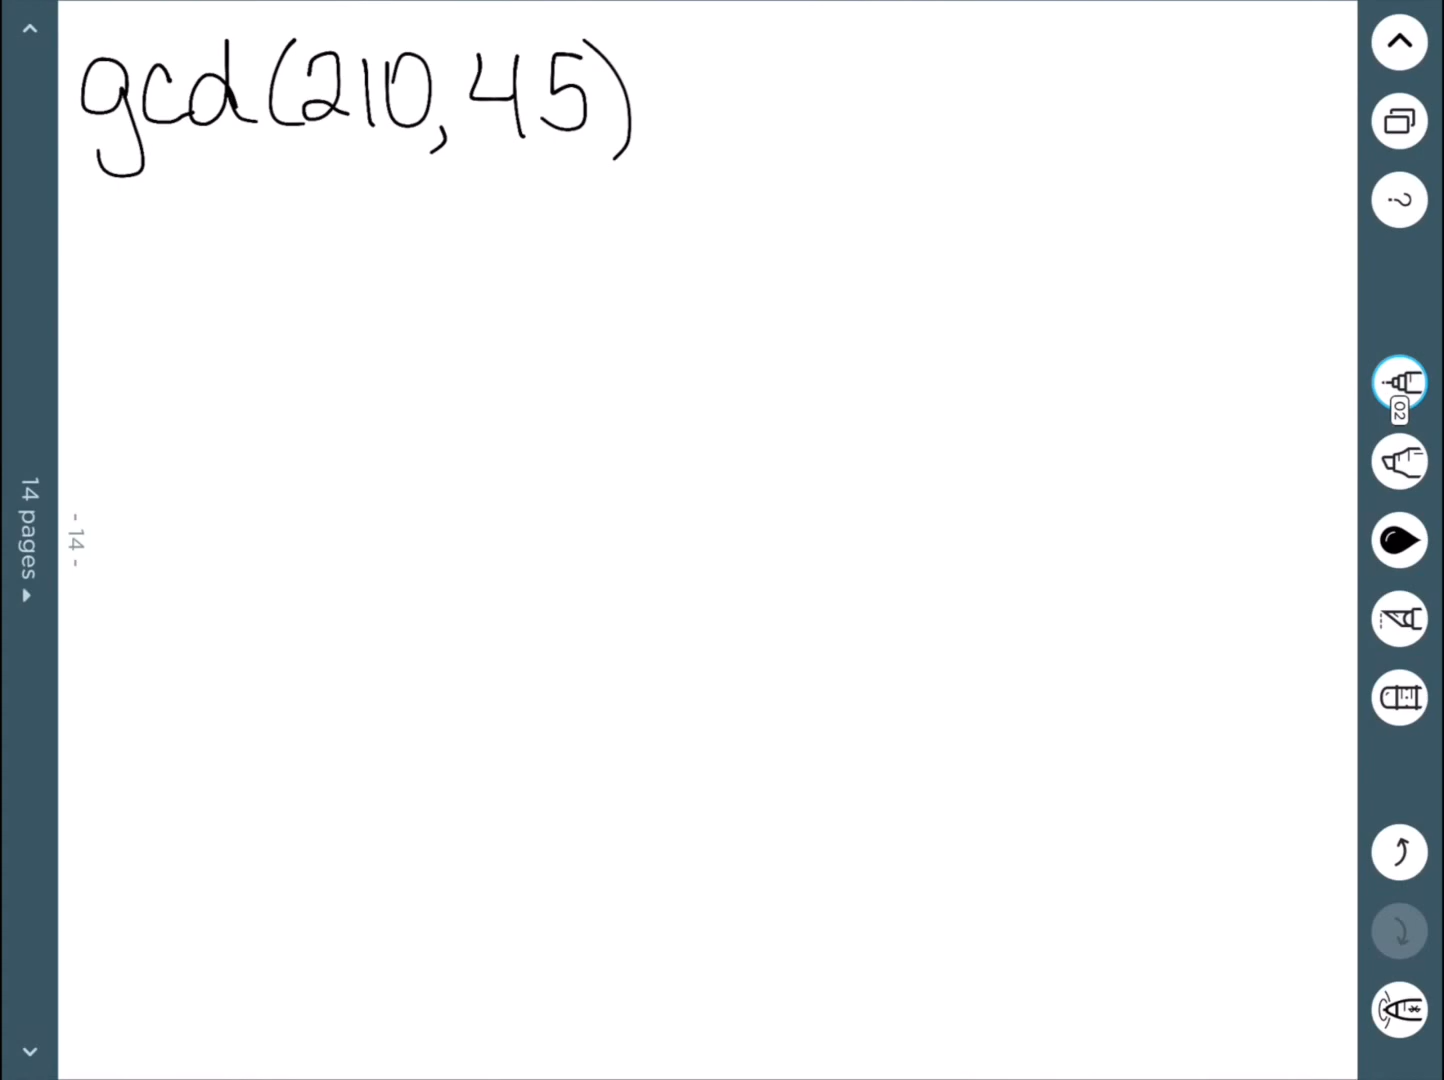 gcd(210,45)
?
02
- 14 -
14 pages